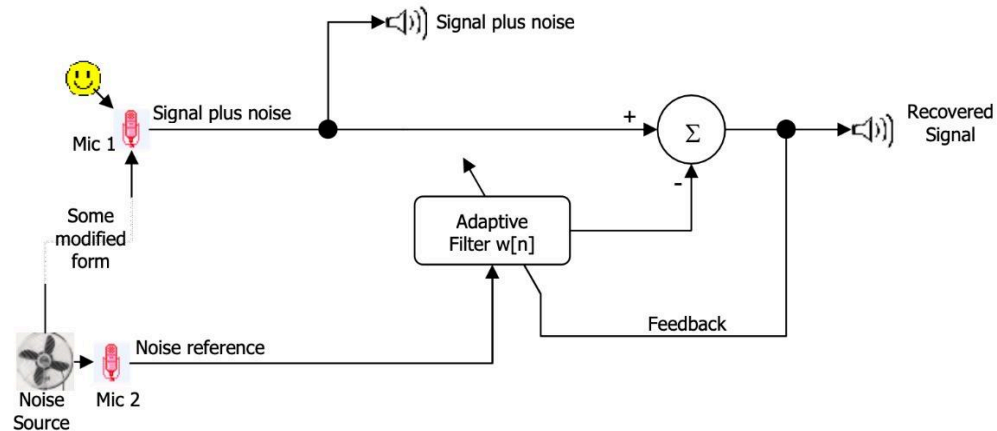 Signal plus noise
Signal plus noise
Mic 1
+
Σ
Recovered
Signal
-
Some
modified
form
Adaptive
Filter w[n]
Feedback
Noise reference
Noise
Source
Mic 2